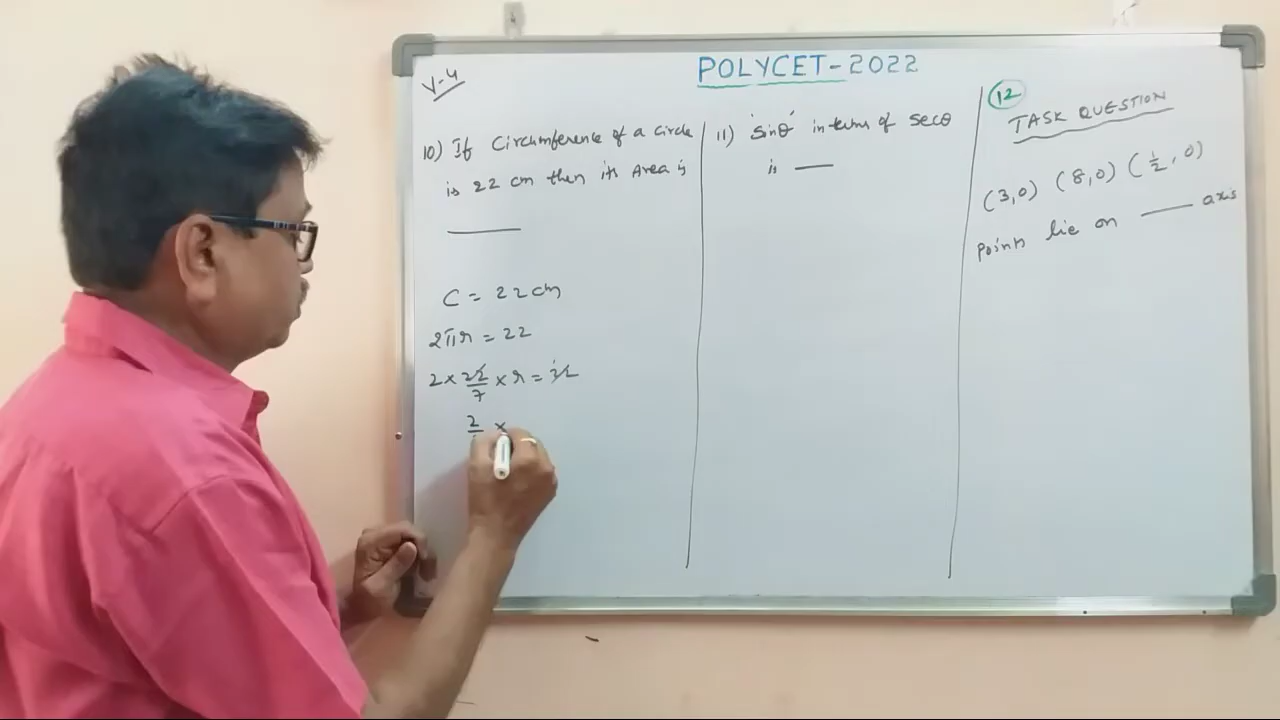 V-4
POLYCET-2022
10) If Circumference of a circle
is 22 cm then its Area is
C = 22 cm
2πr = 22
2 × 22/7 × r = 22
2/ ×
11) 'sinθ' in terms of secθ
is —
12
TASK QUESTION
(3,0) (8,0) (1/2, 0)
points lie on — axis